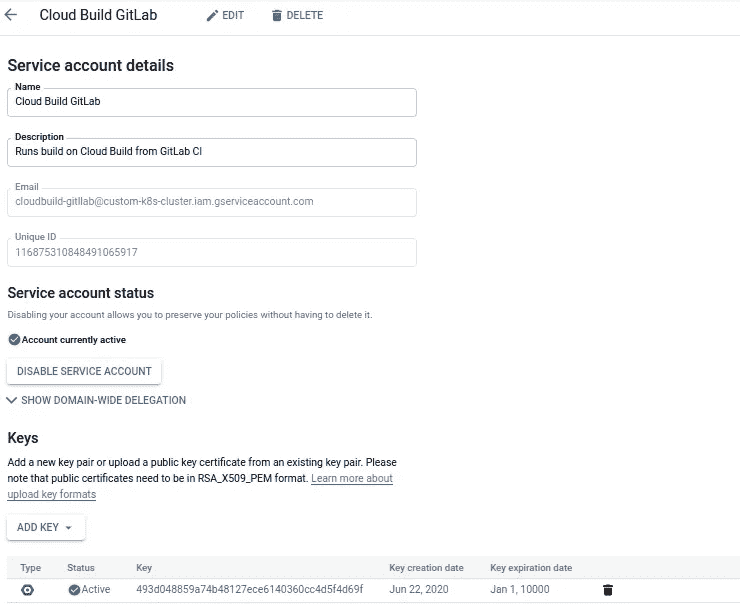 Cloud Build GitLab EDIT DELETE
Service account details
Name
Cloud Build GitLab
Description
Runs build on Cloud Build from GitLab CI
Email
cloudbuild-gitllab@custom-k8s-cluster.iam.gserviceaccount.com
Unique ID
116875310848491065917
Service account status
Disabling your account allows you to preserve your policies without having to delete it.
Account currently active
DISABLE SERVICE ACCOUNT
SHOW DOMAIN-WIDE DELEGATION
Keys
Add a new key pair or upload a public key certificate from an existing key pair. Please
note that public certificates need to be in RSA_X509_PEM format. Learn more about
upload key formats
ADD KEY
Type Status Key Key creation date Key expiration date
Active 493d048859a74b48127ece6140360cc4d5f4d69f Jun 22, 2020 Jan 1, 10000